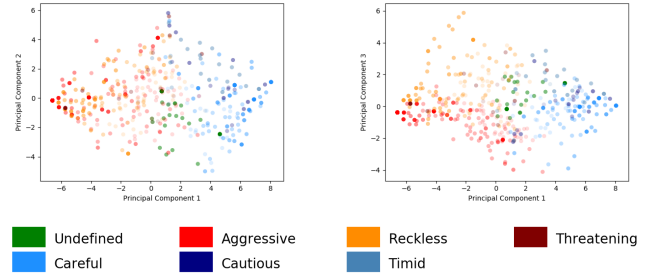 6
4
2
0
−2
−4
−6 −4 −2 0 2 4 6 8
Principal Component 1
Principal Component 2
6
4
2
0
−2
−4
−6 −4 −2 0 2 4 6 8
Principal Component 1
Principal Component 3
Undefined Aggressive Reckless Threatening
Careful Cautious Timid